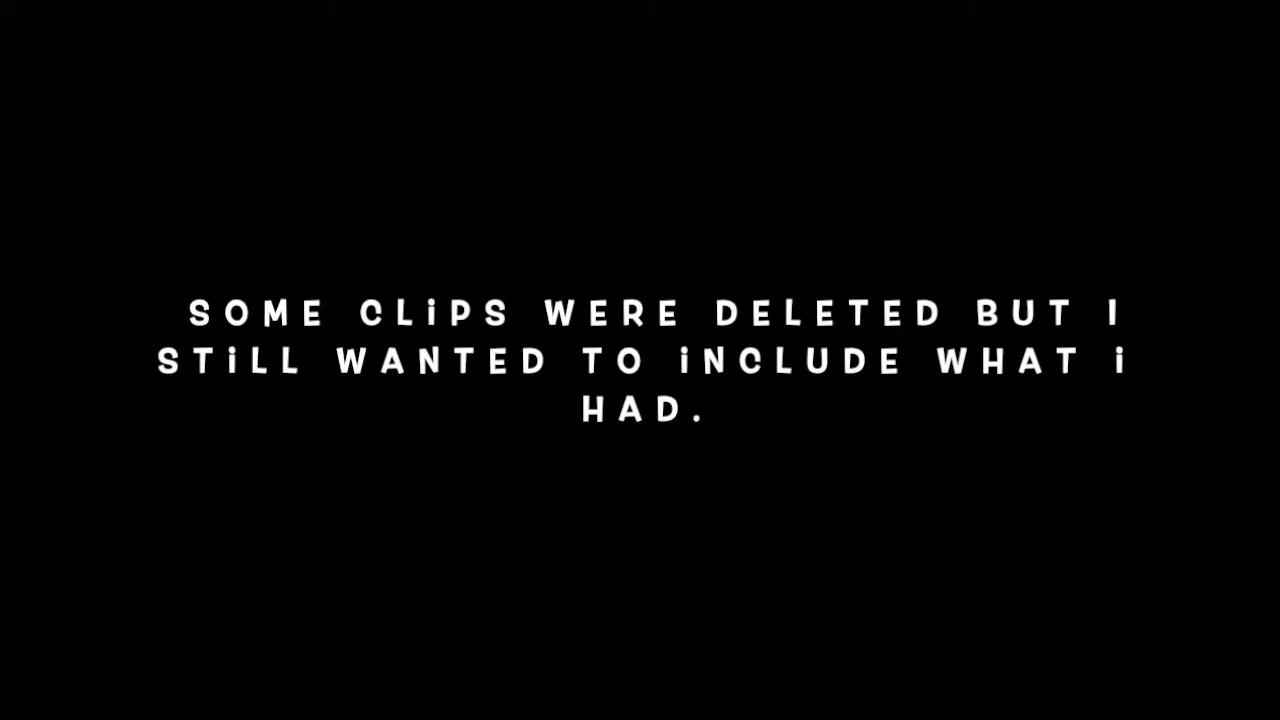 SOME CLiPS WERE DELETED BUT I
STiLL WANTED TO iNCLUDE WHAT i
HAD.